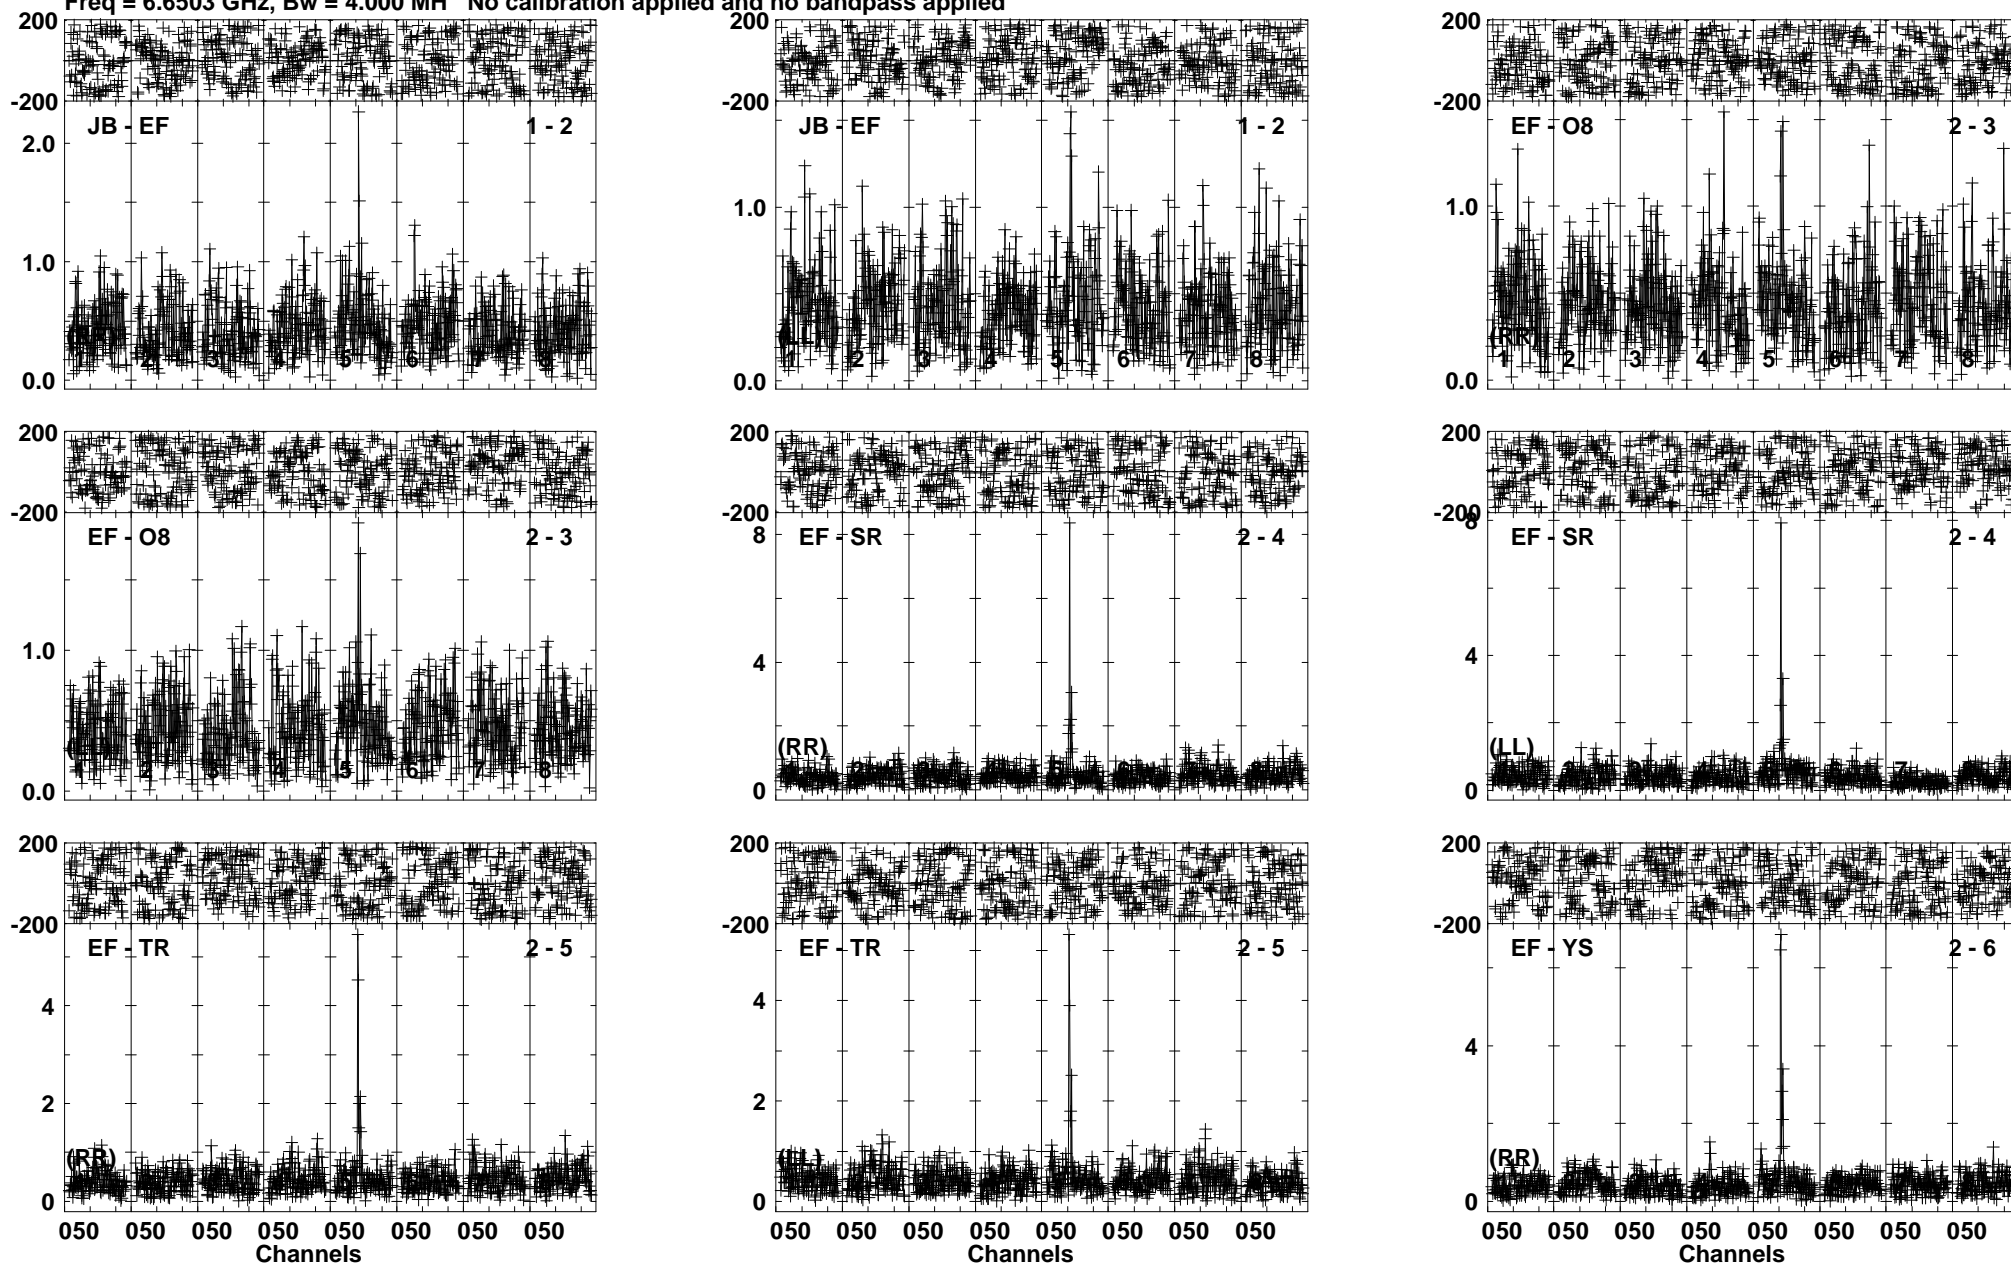 Freq = 6.6503 GHz, Bw = 4.000 MH No calibration applied and no bandpass applied
200 200 200
-200 -200 -200
JB - EF 1 - 2 JB - EF 1 - 2 EF - O8 2 - 3
2.0
1.0 1.0 1.0
(LL) (RR)
2 3 4 5 6 7 8 1 2 3 4 5 6 7 8 1 2 3 4 5 6 7 8
0.0 0.0 0.0
200 200 200
-200 -200 -200
EF - O8 2 - 3 EF - SR 2 - 4 EF - SR 2 - 4
8 8
4 4
1.0
(RR) (LL)
1 2 3 4 5 6 7 8
0.0 0 0
200 200 200
-200 -200 -200
EF - TR 2 - 5 EF - TR 2 - 5 EF - YS 2 - 6
4 4 4
2 2
(RR) (LL) (RR)
0 0 0
050 050 050 050 050 050 050 050 050 050 050 050 050 050 050 050 050 050 050 050 050 050 050 050
Channels Channels Channels